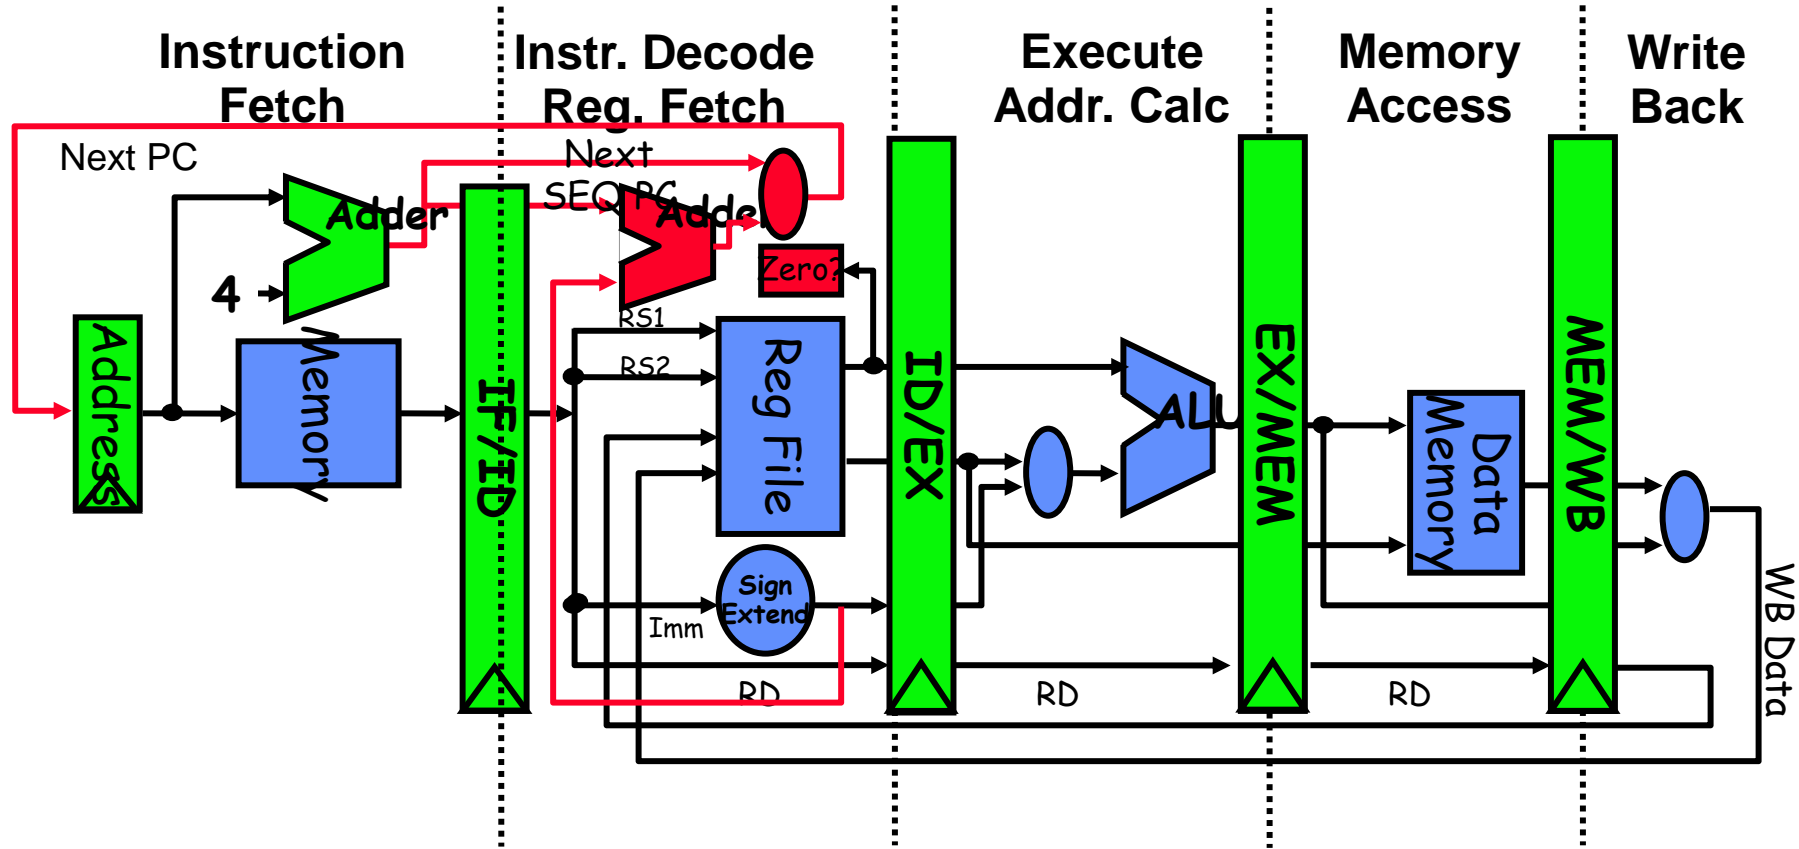 Instruction
Fetch
Instr. Decode
Reg. Fetch
Execute
Addr. Calc
Memory
Access
Write
Back
Next PC
Next
SEQ PC
Adder
Adder
4
Zero?
RS1
RS2
Address
Memory
IF/ID
Reg File
ID/EX
ALU
EX/MEM
Data
Memory
MEM/WB
Sign
Extend
Imm
RD
RD
RD
WB Data